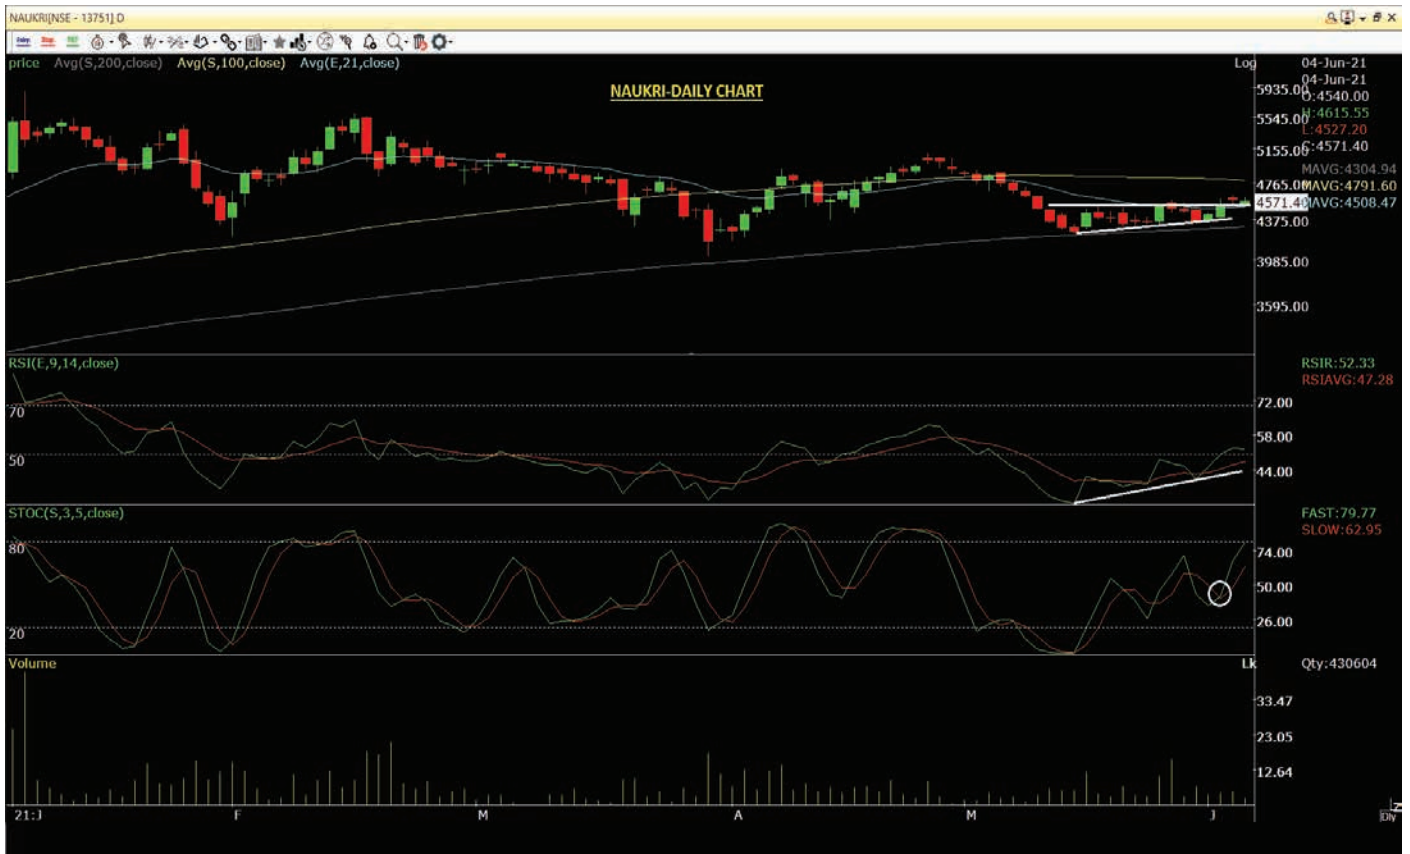 NAUKRI[NSE - 13751] D
price Avg(S,200,close) Avg(S,100,close) Avg(E,21,close)
NAUKRI-DAILY CHART
Log
04-Jun-21
04-Jun-21
O:4540.00
H:4615.55
L:4527.20
C:4571.40
MAVG:4304.94
MAVG:4791.60
MAVG:4508.47
5935.00
5545.00
5155.00
4765.00
4571.40
4375.00
3985.00
3595.00
RSI(E,9,14,close)
RSIR:52.33
RSIAVG:47.28
70
50
72.00
58.00
44.00
STOC(S,3,5,close)
FAST:79.77
SLOW:62.95
80
20
74.00
50.00
26.00
Volume
Lk
Qty:430604
33.47
23.05
12.64
21:J F M A M J
Dly